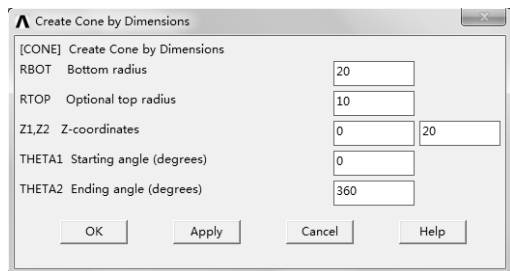 Create Cone by Dimensions
[CONE] Create Cone by Dimensions
RBOT Bottom radius 20
RTOP Optional top radius 10
Z1,Z2 Z-coordinates 0 20
THETA1 Starting angle (degrees) 0
THETA2 Ending angle (degrees) 360
OK Apply Cancel Help